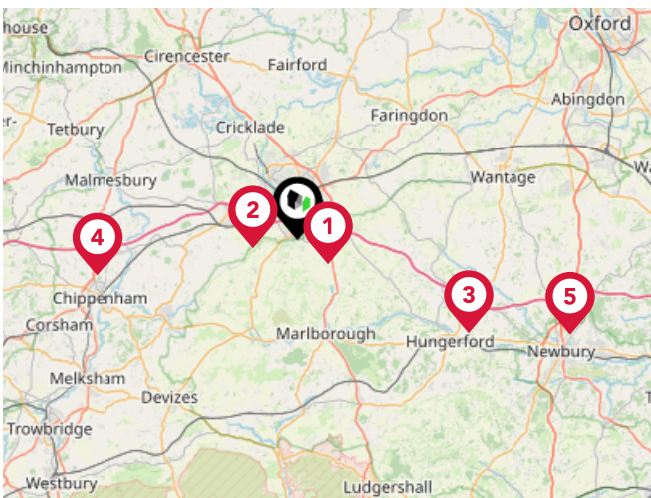 Oxford
house
Cirencester
Minchinhampton
Fairford
Abingdon
Faringdon
Cricklade
Tetbury
Malmesbury
Wantage
2
1
4
3
5
Chippenham
Corsham
Marlborough
Hungerford
Newbury
Melksham
Devizes
Trowbridge
Westbury
Ludgershall